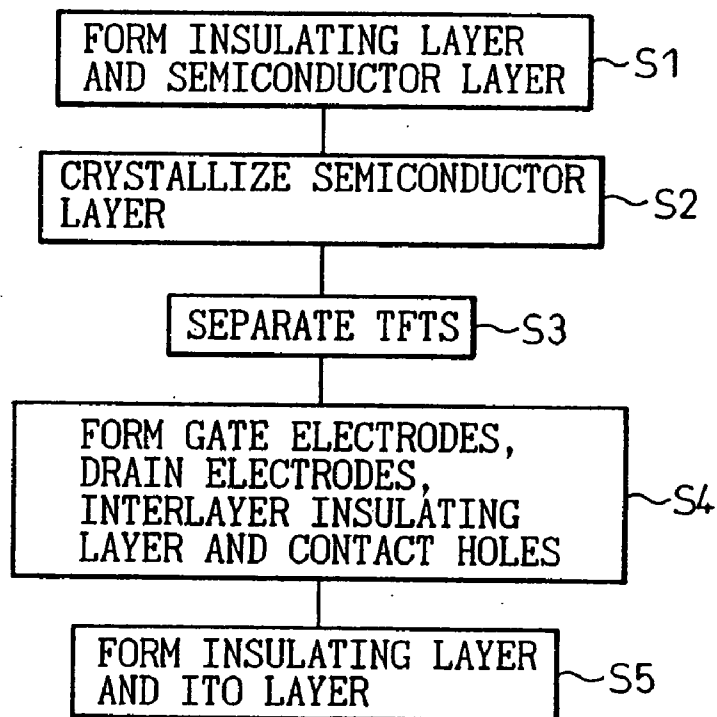 FORM INSULATING LAYER
AND SEMICONDUCTOR LAYER
S1
CRYSTALLIZE SEMICONDUCTOR
LAYER
S2
SEPARATE TFTS
S3
FORM GATE ELECTRODES,
DRAIN ELECTRODES,
INTERLAYER INSULATING
LAYER AND CONTACT HOLES
S4
FORM INSULATING LAYER
AND ITO LAYER
S5